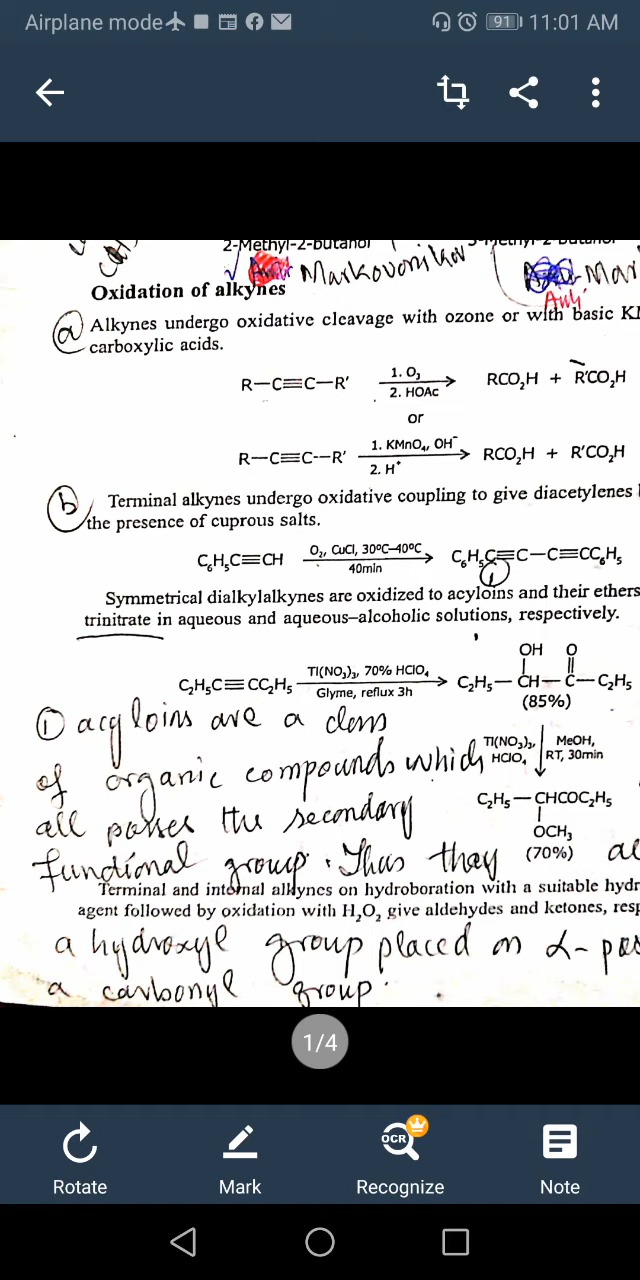 Airplane mode 91 11:01 AM
2-Methyl-2-butanol
Markovonikov
Mar
Anti
Oxidation of alkynes
a Alkynes undergo oxidative cleavage with ozone or with basic KM
carboxylic acids.
R—C≡C—R' 1. O₃ 2. HOAc RCO₂H + R'CO₂H
or
R—C≡C--R' 1. KMnO₄, OH⁻ 2. H⁺ RCO₂H + R'CO₂H
b Terminal alkynes undergo oxidative coupling to give diacetylenes
the presence of cuprous salts.
C₆H₅C≡CH O₂, CuCl, 30°C–40°C 40min C₆H₅C≡C—C≡CC₆H₅
1
Symmetrical dialkylalkynes are oxidized to acyloins and their ethers
trinitrate in aqueous and aqueous–alcoholic solutions, respectively.
OH O
C₂H₅C≡CC₂H₅ Tl(NO₃)₃, 70% HClO₄ Glyme, reflux 3h C₂H₅—CH—C—C₂H₅
(85%)
1 acyloins are a class
of organic compounds which
Tl(NO₃)₃, HClO₄ MeOH, RT, 30min
all posses the secondary
C₂H₅—CHCOC₂H₅
OCH₃
(70%)
functional group. Thus they
Terminal and internal alkynes on hydroboration with a suitable hydr
agent followed by oxidation with H₂O₂ give aldehydes and ketones, resp
a hydroxyl group placed on α- pos
a carbonyl group.
1/4
OCR
Rotate Mark Recognize Note